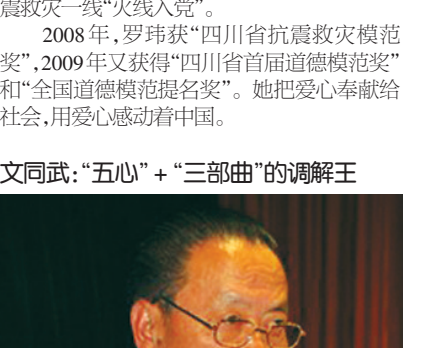 震救灾一线“火线入党”。
2008年,罗玮获“四川省抗震救灾模范
奖”,2009年又获得“四川省首届道德模范奖”
和“全国道德模范提名奖”。她把爱心奉献给
社会,用爱心感动着中国。
文同武:“五心”+“三部曲”的调解王